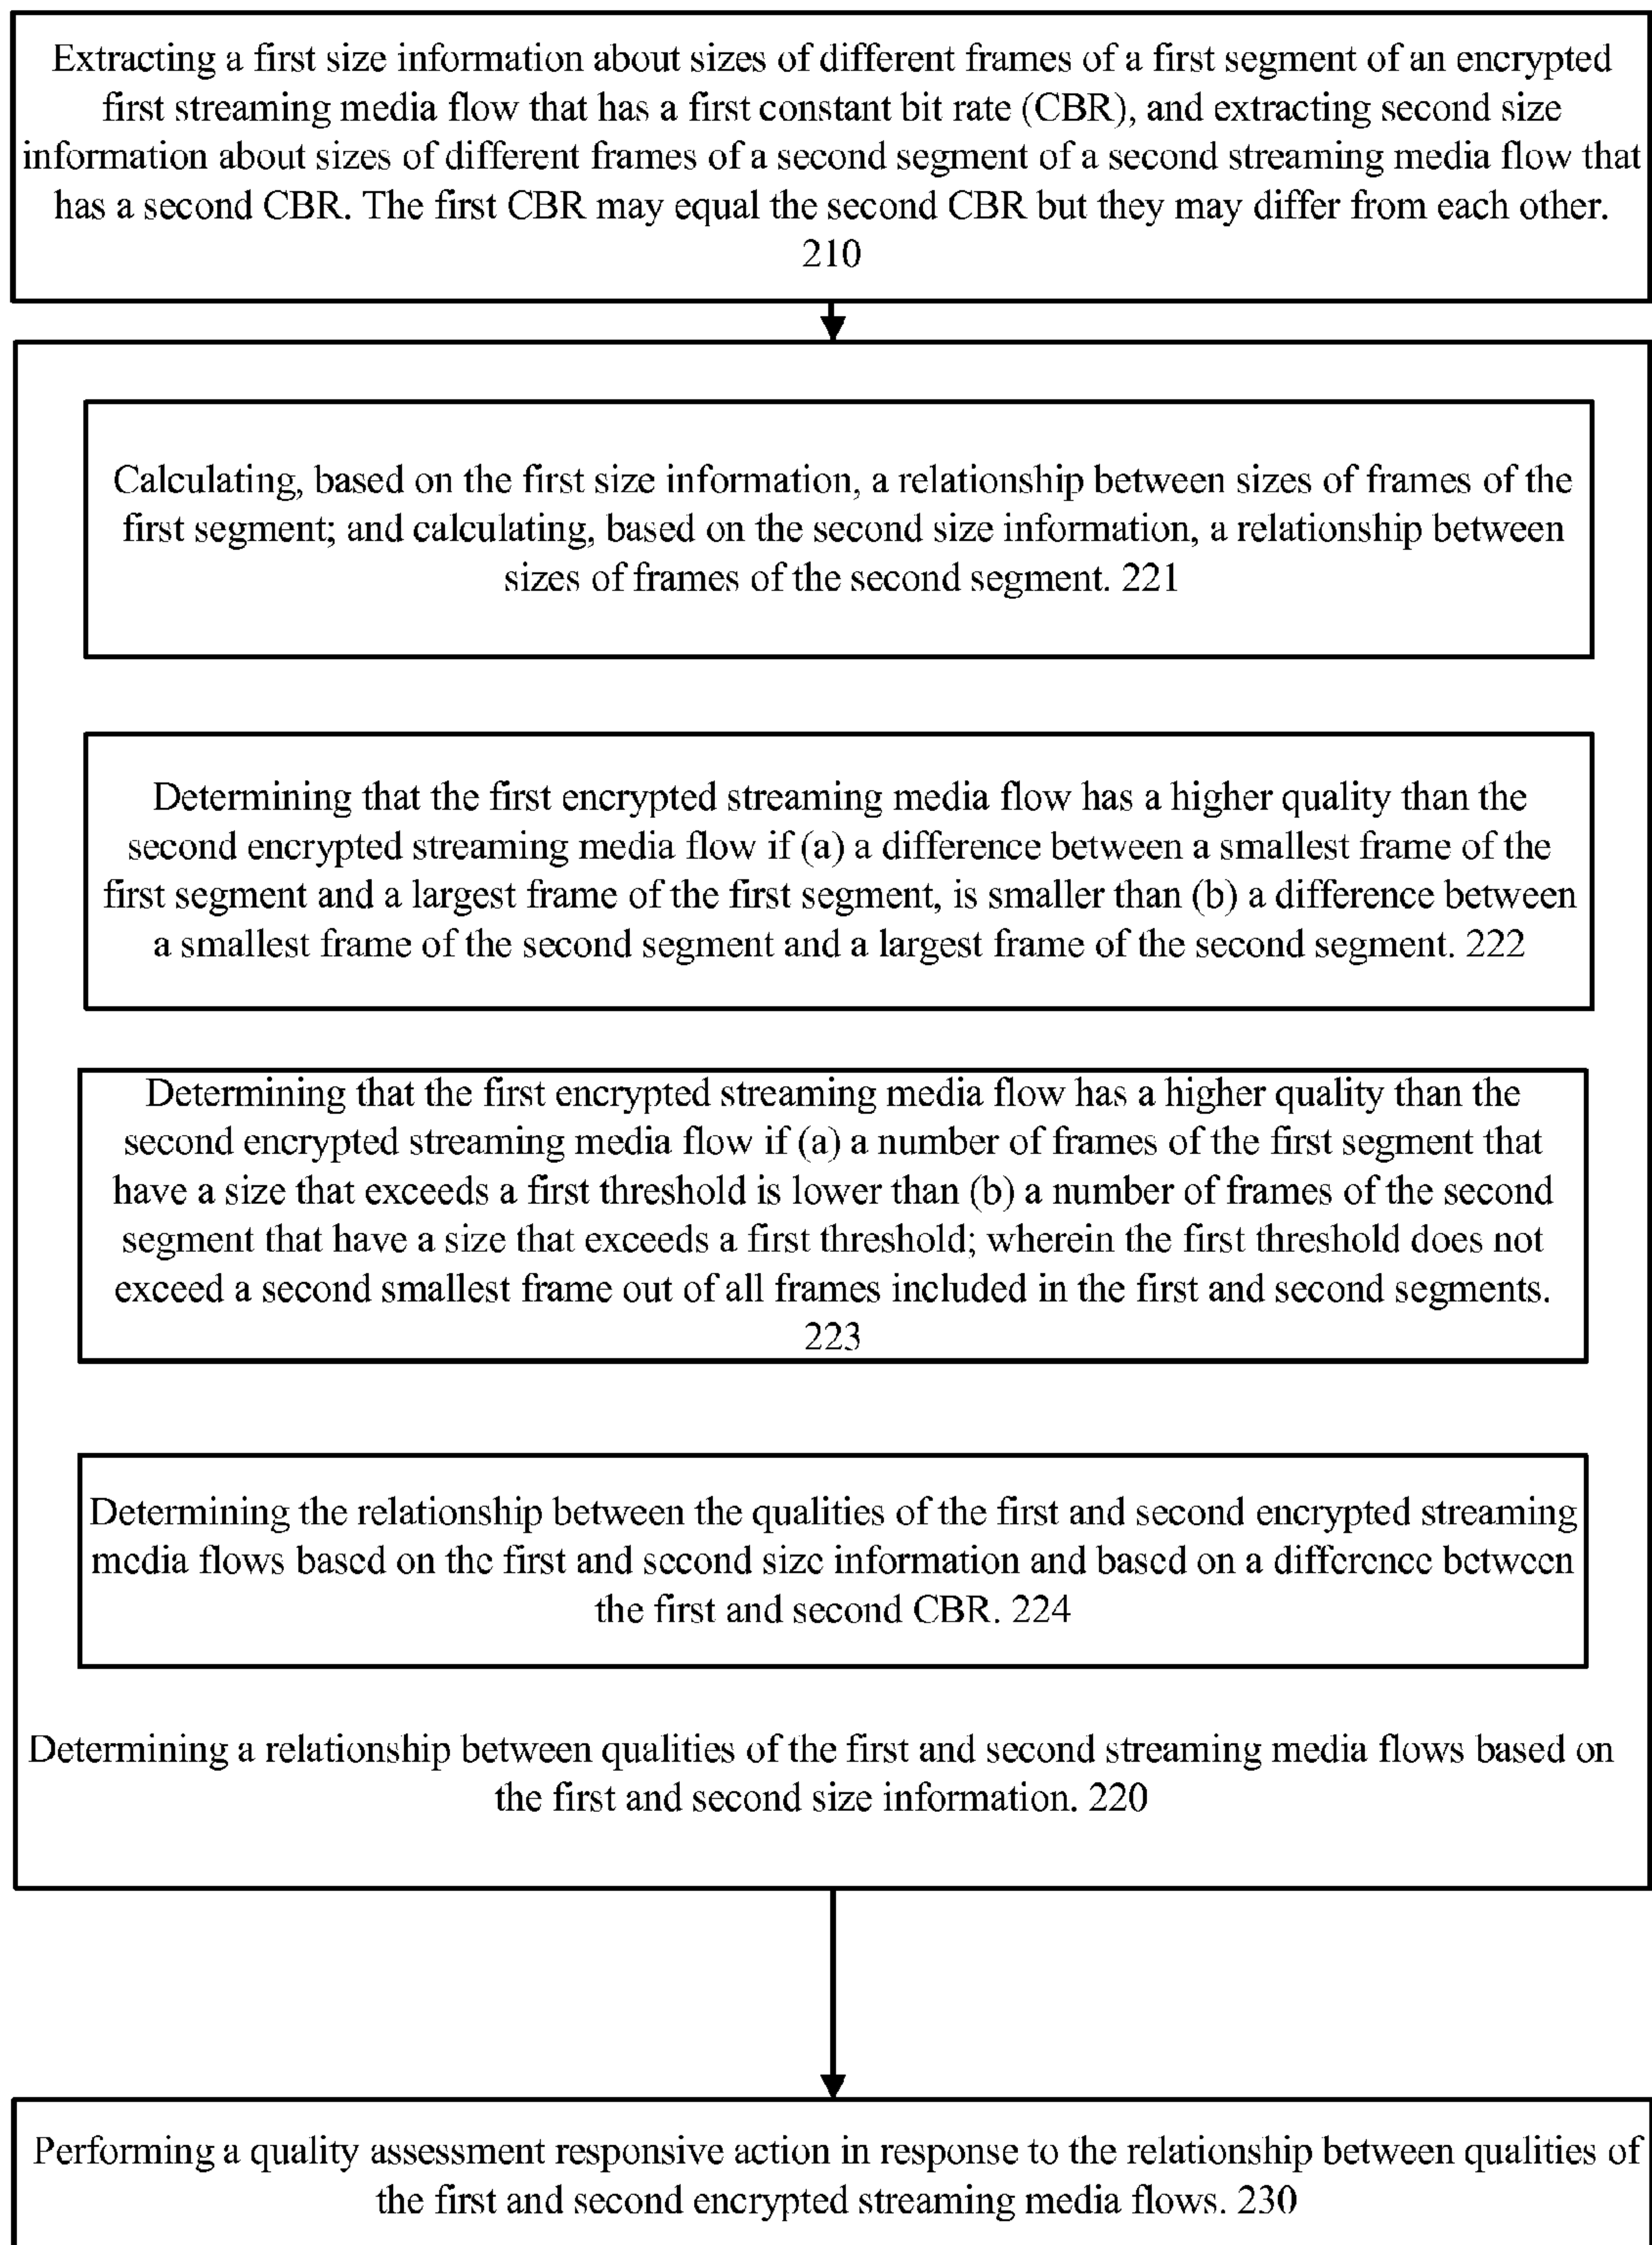 Extracting a first size information about sizes of different frames of a first segment of an encrypted
first streaming media flow that has a first constant bit rate (CBR), and extracting second size
information about sizes of different frames of a second segment of a second streaming media flow that
has a second CBR. The first CBR may equal the second CBR but they may differ from each other.
210
Calculating, based on the first size information, a relationship between sizes of frames of the
first segment; and calculating, based on the second size information, a relationship between
sizes of frames of the second segment. 221
Determining that the first encrypted streaming media flow has a higher quality than the
second encrypted streaming media flow if (a) a difference between a smallest frame of the
first segment and a largest frame of the first segment, is smaller than (b) a difference between
a smallest frame of the second segment and a largest frame of the second segment. 222
Determining that the first encrypted streaming media flow has a higher quality than the
second encrypted streaming media flow if (a) a number of frames of the first segment that
have a size that exceeds a first threshold is lower than (b) a number of frames of the second
segment that have a size that exceeds a first threshold; wherein the first threshold does not
exceed a second smallest frame out of all frames included in the first and second segments.
223
Determining the relationship between the qualities of the first and second encrypted streaming
media flows based on the first and second size information and based on a difference between
the first and second CBR. 224
Determining a relationship between qualities of the first and second streaming media flows based on
the first and second size information. 220
Performing a quality assessment responsive action in response to the relationship between qualities of
the first and second encrypted streaming media flows. 230